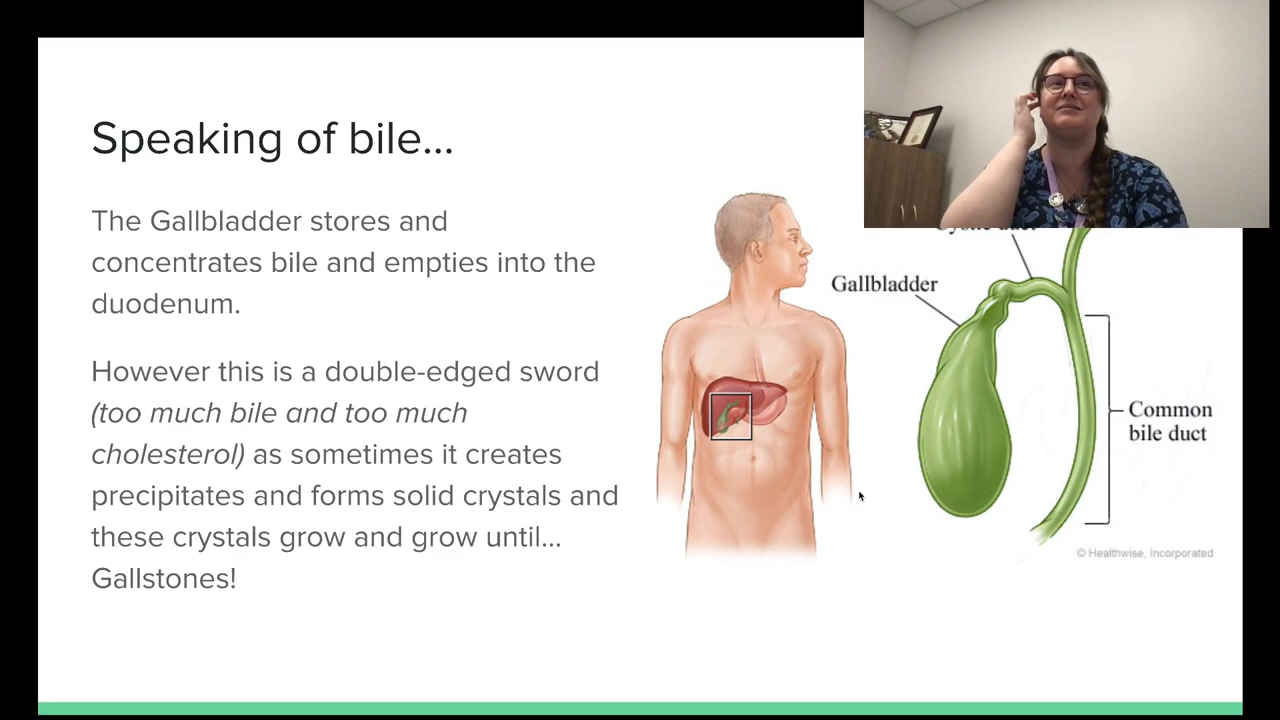 Speaking of bile...
The Gallbladder stores and
concentrates bile and empties into the
duodenum.
However this is a double-edged sword
(too much bile and too much
cholesterol) as sometimes it creates
precipitates and forms solid crystals and
these crystals grow and grow until...
Gallstones!
Gallbladder
Common
bile duct
© Healthwise, Incorporated